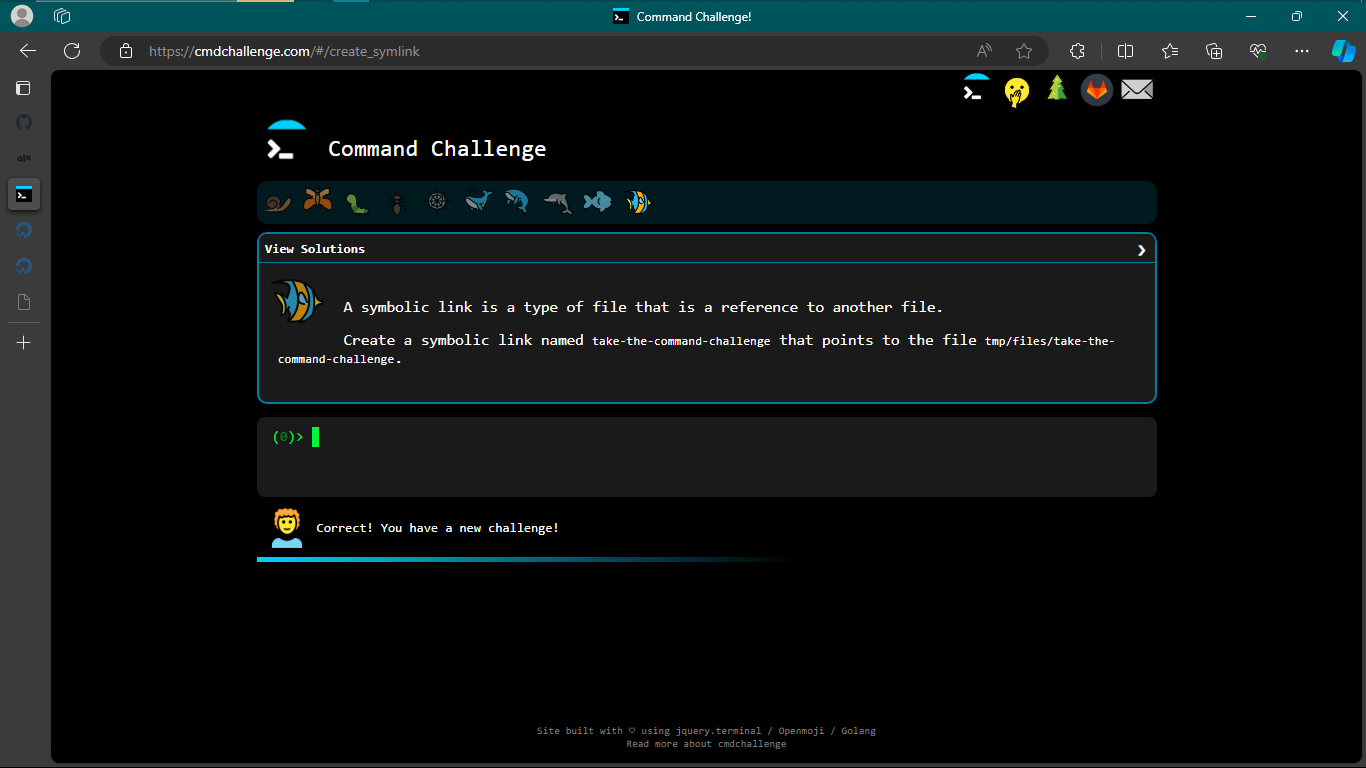 Command Challenge!
https://cmdchallenge.com/#/create_symlink
Command Challenge
View Solutions
A symbolic link is a type of file that is a reference to another file.
Create a symbolic link named take-the-command-challenge that points to the file tmp/files/take-the-
command-challenge.
(0)>
Correct! You have a new challenge!
Site built with ♡ using jquery.terminal / Openmoji / Golang
Read more about cmdchallenge